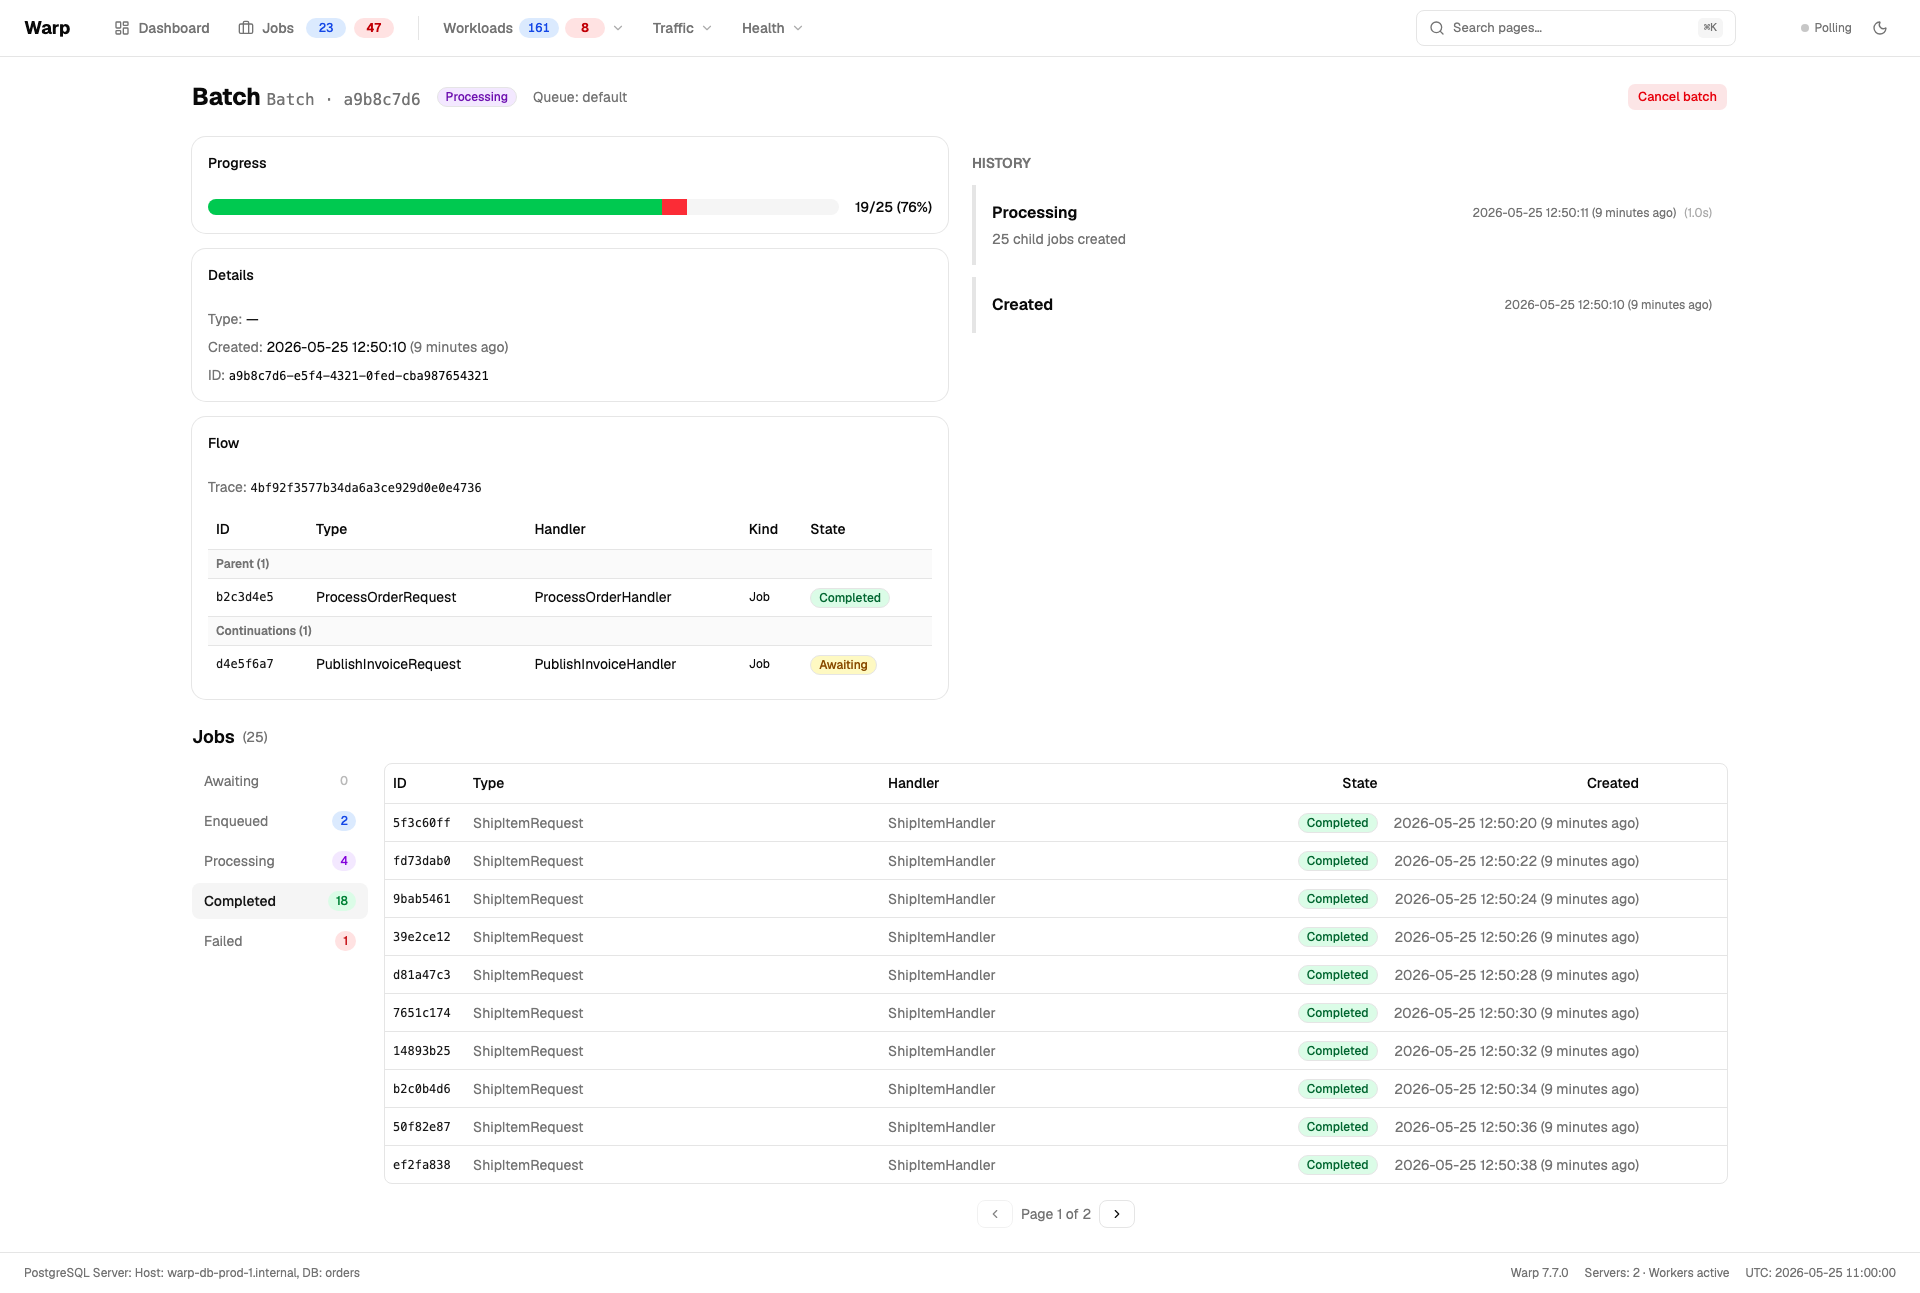 Warp Dashboard Jobs 23 47 Workloads 161 8 Traffic Health Search pages... ⌘K Polling
Batch Batch · a9b8c7d6 Processing Queue: default Cancel batch
Progress
19/25 (76%)
Details
Type: —
Created: 2026-05-25 12:50:10 (9 minutes ago)
ID: a9b8c7d6-e5f4-4321-0fed-cba987654321
Flow
Trace: 4bf92f3577b34da6a3ce929d0e0e4736
ID Type Handler Kind State
Parent (1)
b2c3d4e5 ProcessOrderRequest ProcessOrderHandler Job Completed
Continuations (1)
d4e5f6a7 PublishInvoiceRequest PublishInvoiceHandler Job Awaiting
HISTORY
Processing 2026-05-25 12:50:11 (9 minutes ago) (1.0s)
25 child jobs created
Created 2026-05-25 12:50:10 (9 minutes ago)
Jobs (25)
Awaiting 0
Enqueued 2
Processing 4
Completed 18
Failed 1
ID Type Handler State Created
5f3c60ff ShipItemRequest ShipItemHandler Completed 2026-05-25 12:50:20 (9 minutes ago)
fd73dab0 ShipItemRequest ShipItemHandler Completed 2026-05-25 12:50:22 (9 minutes ago)
9bab5461 ShipItemRequest ShipItemHandler Completed 2026-05-25 12:50:24 (9 minutes ago)
39e2ce12 ShipItemRequest ShipItemHandler Completed 2026-05-25 12:50:26 (9 minutes ago)
d81a47c3 ShipItemRequest ShipItemHandler Completed 2026-05-25 12:50:28 (9 minutes ago)
7651c174 ShipItemRequest ShipItemHandler Completed 2026-05-25 12:50:30 (9 minutes ago)
14893b25 ShipItemRequest ShipItemHandler Completed 2026-05-25 12:50:32 (9 minutes ago)
b2c0b4d6 ShipItemRequest ShipItemHandler Completed 2026-05-25 12:50:34 (9 minutes ago)
50f82e87 ShipItemRequest ShipItemHandler Completed 2026-05-25 12:50:36 (9 minutes ago)
ef2fa838 ShipItemRequest ShipItemHandler Completed 2026-05-25 12:50:38 (9 minutes ago)
Page 1 of 2
PostgreSQL Server: Host: warp-db-prod-1.internal, DB: orders Warp 7.7.0 Servers: 2 · Workers active UTC: 2026-05-25 11:00:00